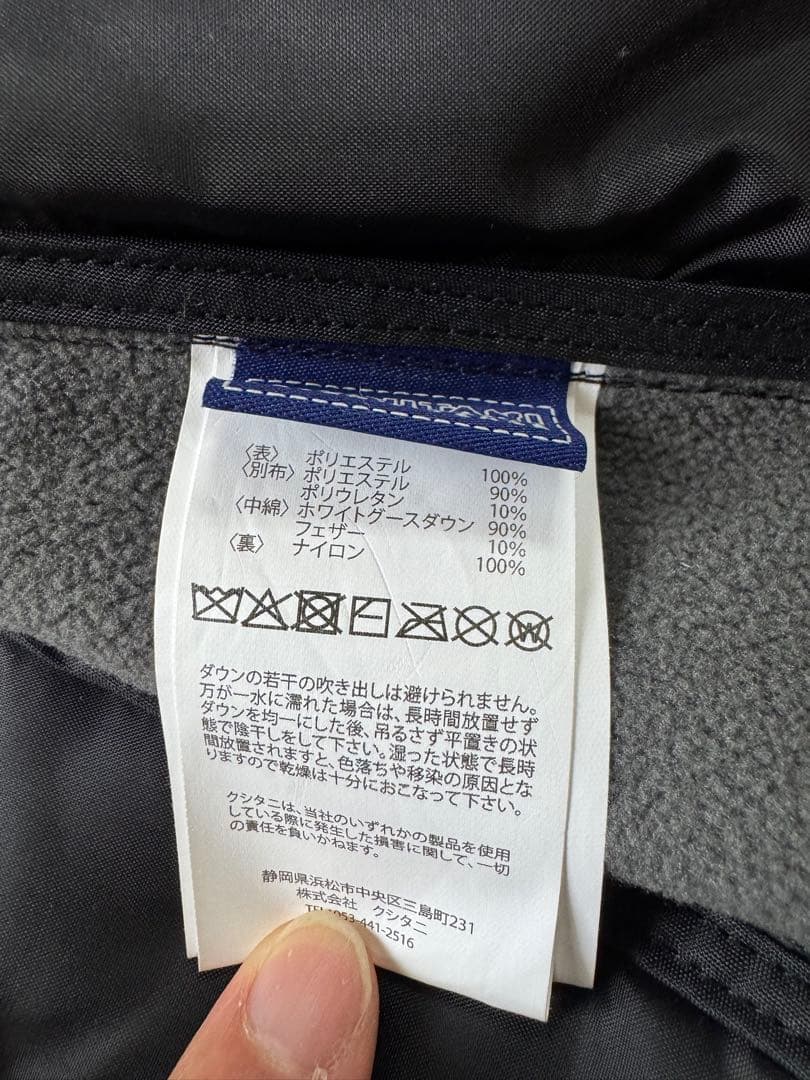 〈表〉 ポリエステル 100%
〈別布〉 ポリエステル 90%
ポリウレタン 10%
〈中綿〉 ホワイトグースダウン 90%
フェザー 10%
〈裏〉 ナイロン 100%
W
ダウンの若干の吹き出しは避けられません。
万が一水に濡れた場合は、長時間放置せず
ダウンを均一にした後、吊るさず平置きの状
態で陰干しをして下さい。湿った状態で長時
間放置されますと、色落ちや移染の原因とな
りますので乾燥は十分におこなって下さい。
クシタニは、当社のいずれかの製品を使用
している際に発生した損害に関して、一切
の責任を負いかねます。
静岡県浜松市中央区三島町231
株式会社 クシタニ
053-441-2516